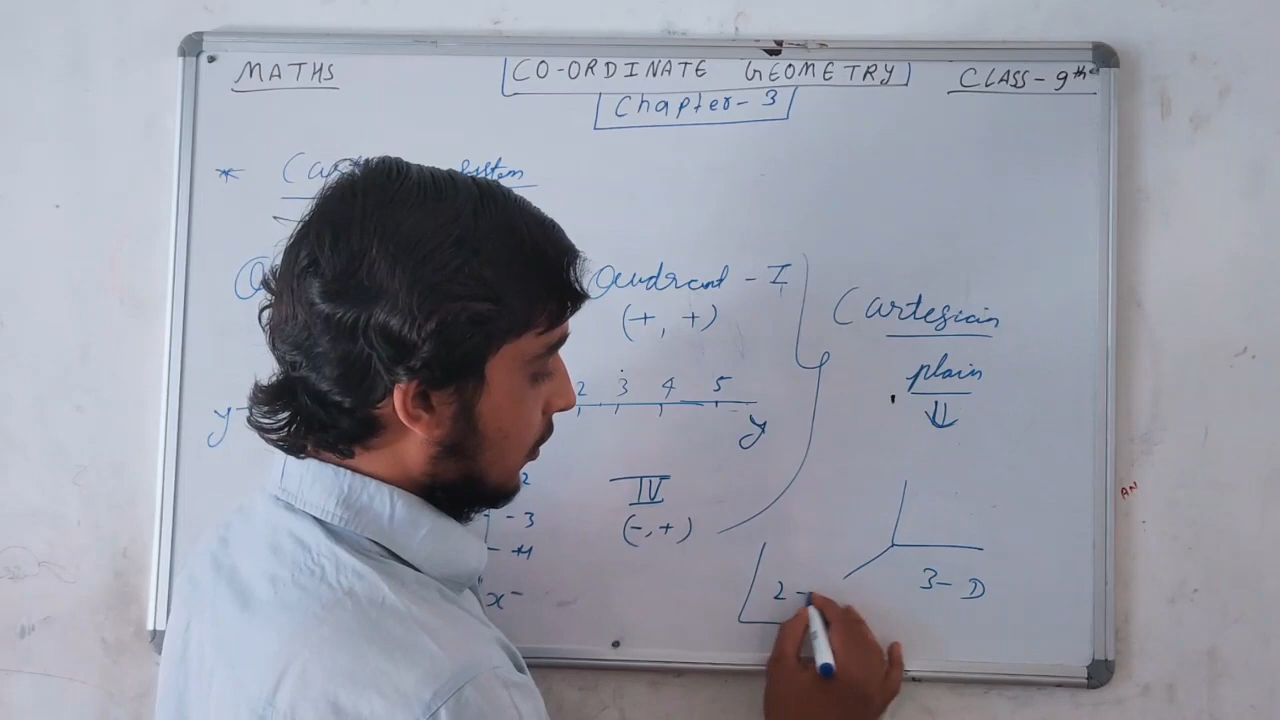 MATHS
CO-ORDINATE GEOMETRY
CLASS - 9th
Chapter - 3
* system
Quadrant - I
(+, +)
Cartesian
plain
2 3 4 5
y y
IV
(-, +)
2
- 3
- 4
x-
3 - D
2 -
AN